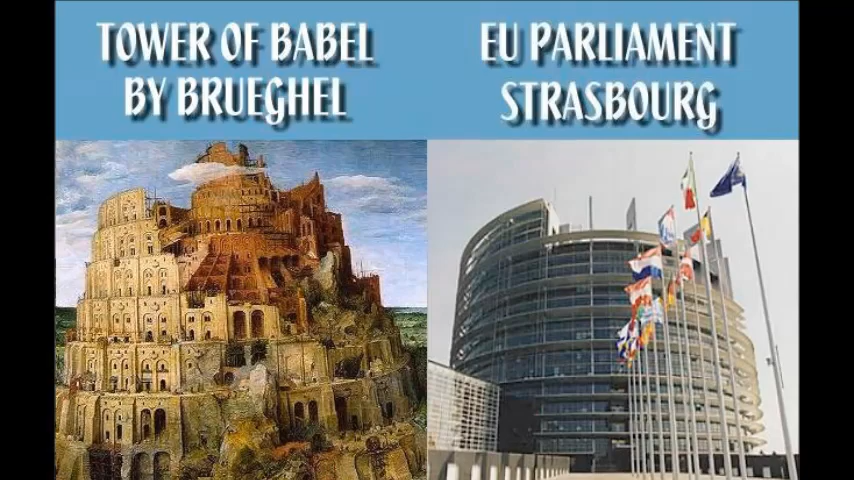 TOWER OF BABEL
BY BRUEGHEL
EU PARLIAMENT
STRASBOURG